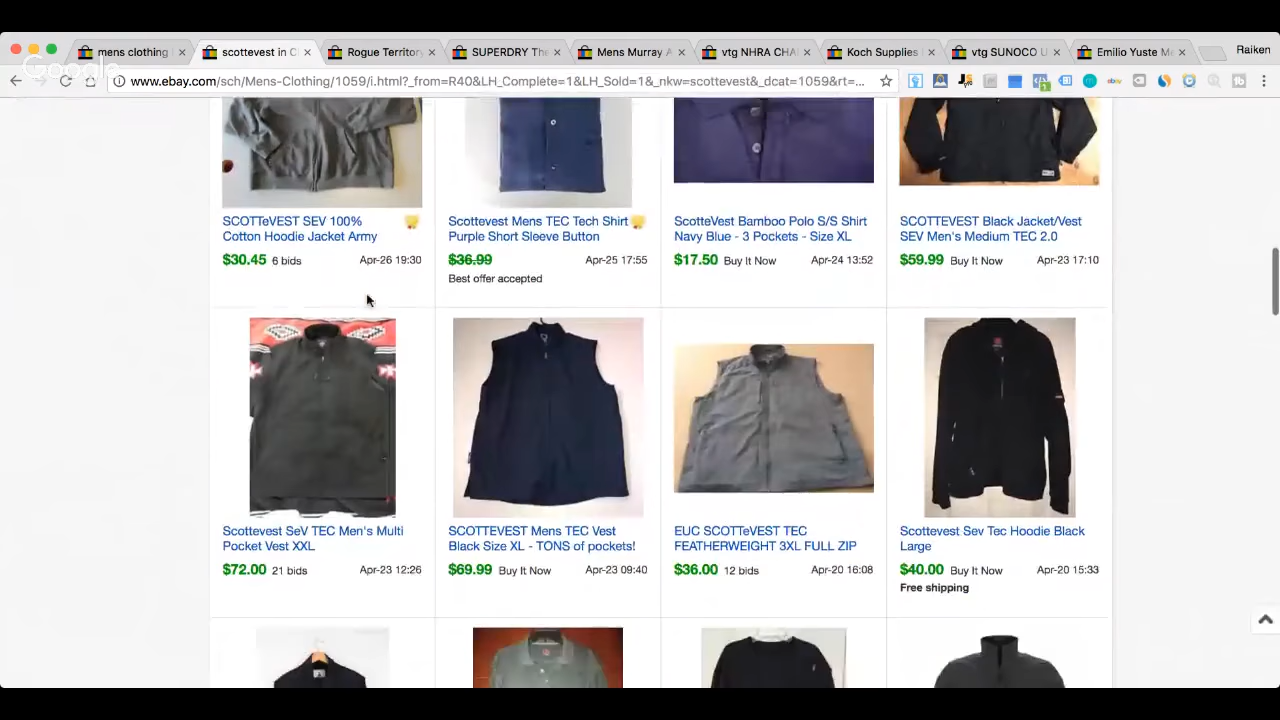 mens clothing
scottevest in C
Rogue Territory
SUPERDRY The
Mens Murray A
vtg NHRA CHA
Koch Supplies
vtg SUNOCO U
Emilio Yuste Me
Raiken
Google
www.ebay.com/sch/Mens-Clothing/1059/i.html?_from=R40&LH_Complete=1&LH_Sold=1&_nkw=scottevest&_dcat=1059&rt=...
SCOTTeVEST SEV 100%
Cotton Hoodie Jacket Army
$30.45 6 bids Apr-26 19:30
Scottevest Mens TEC Tech Shirt
Purple Short Sleeve Button
$36.99 Apr-25 17:55
Best offer accepted
ScotteVest Bamboo Polo S/S Shirt
Navy Blue - 3 Pockets - Size XL
$17.50 Buy It Now Apr-24 13:52
SCOTTEVEST Black Jacket/Vest
SEV Men's Medium TEC 2.0
$59.99 Buy It Now Apr-23 17:10
Scottevest SeV TEC Men's Multi
Pocket Vest XXL
$72.00 21 bids Apr-23 12:26
SCOTTEVEST Mens TEC Vest
Black Size XL - TONS of pockets!
$69.99 Buy It Now Apr-23 09:40
EUC SCOTTeVEST TEC
FEATHERWEIGHT 3XL FULL ZIP
$36.00 12 bids Apr-20 16:08
Scottevest Sev Tec Hoodie Black
Large
$40.00 Buy It Now Apr-20 15:33
Free shipping